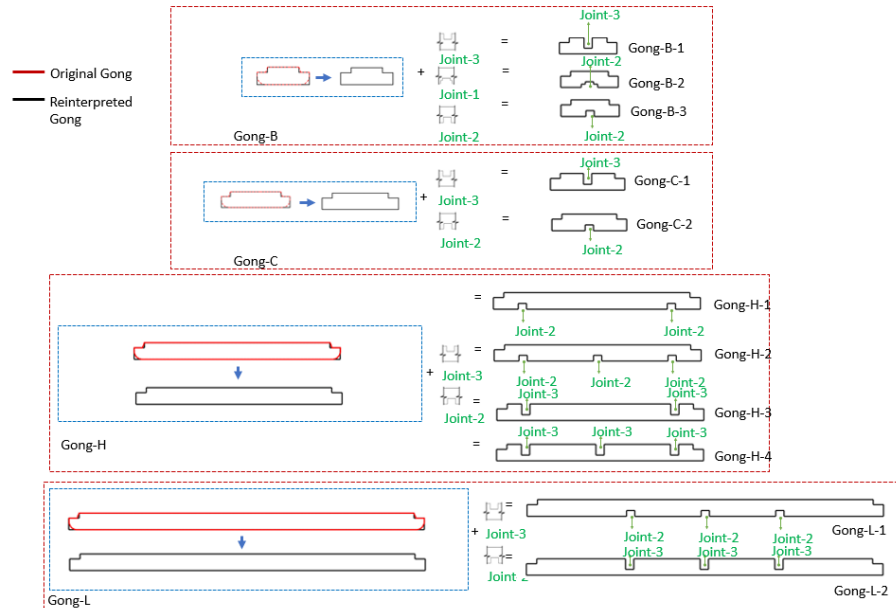 Original Gong
Reinterpreted
Gong
Joint-3
Joint-3
Joint-1
Joint-2
Gong-B
Gong-B-1
Joint-2
Gong-B-2
Gong-B-3
Joint-2
+
=
=
=
Joint-3
Joint-3
Joint-2
Gong-C
Gong-C-1
Gong-C-2
Joint-2
+
=
=
Gong-H
Joint-3
Joint-2
+
=
=
=
=
Gong-H-1
Joint-2 Joint-2
Gong-H-2
Joint-2 Joint-2 Joint-2
Joint-3 Joint-3
Gong-H-3
Joint-3 Joint-3 Joint-3
Gong-H-4
Gong-L
Joint-3
Joint-2
+
=
=
Gong-L-1
Joint-2 Joint-2 Joint-2
Joint-3 Joint-3 Joint-3
Gong-L-2